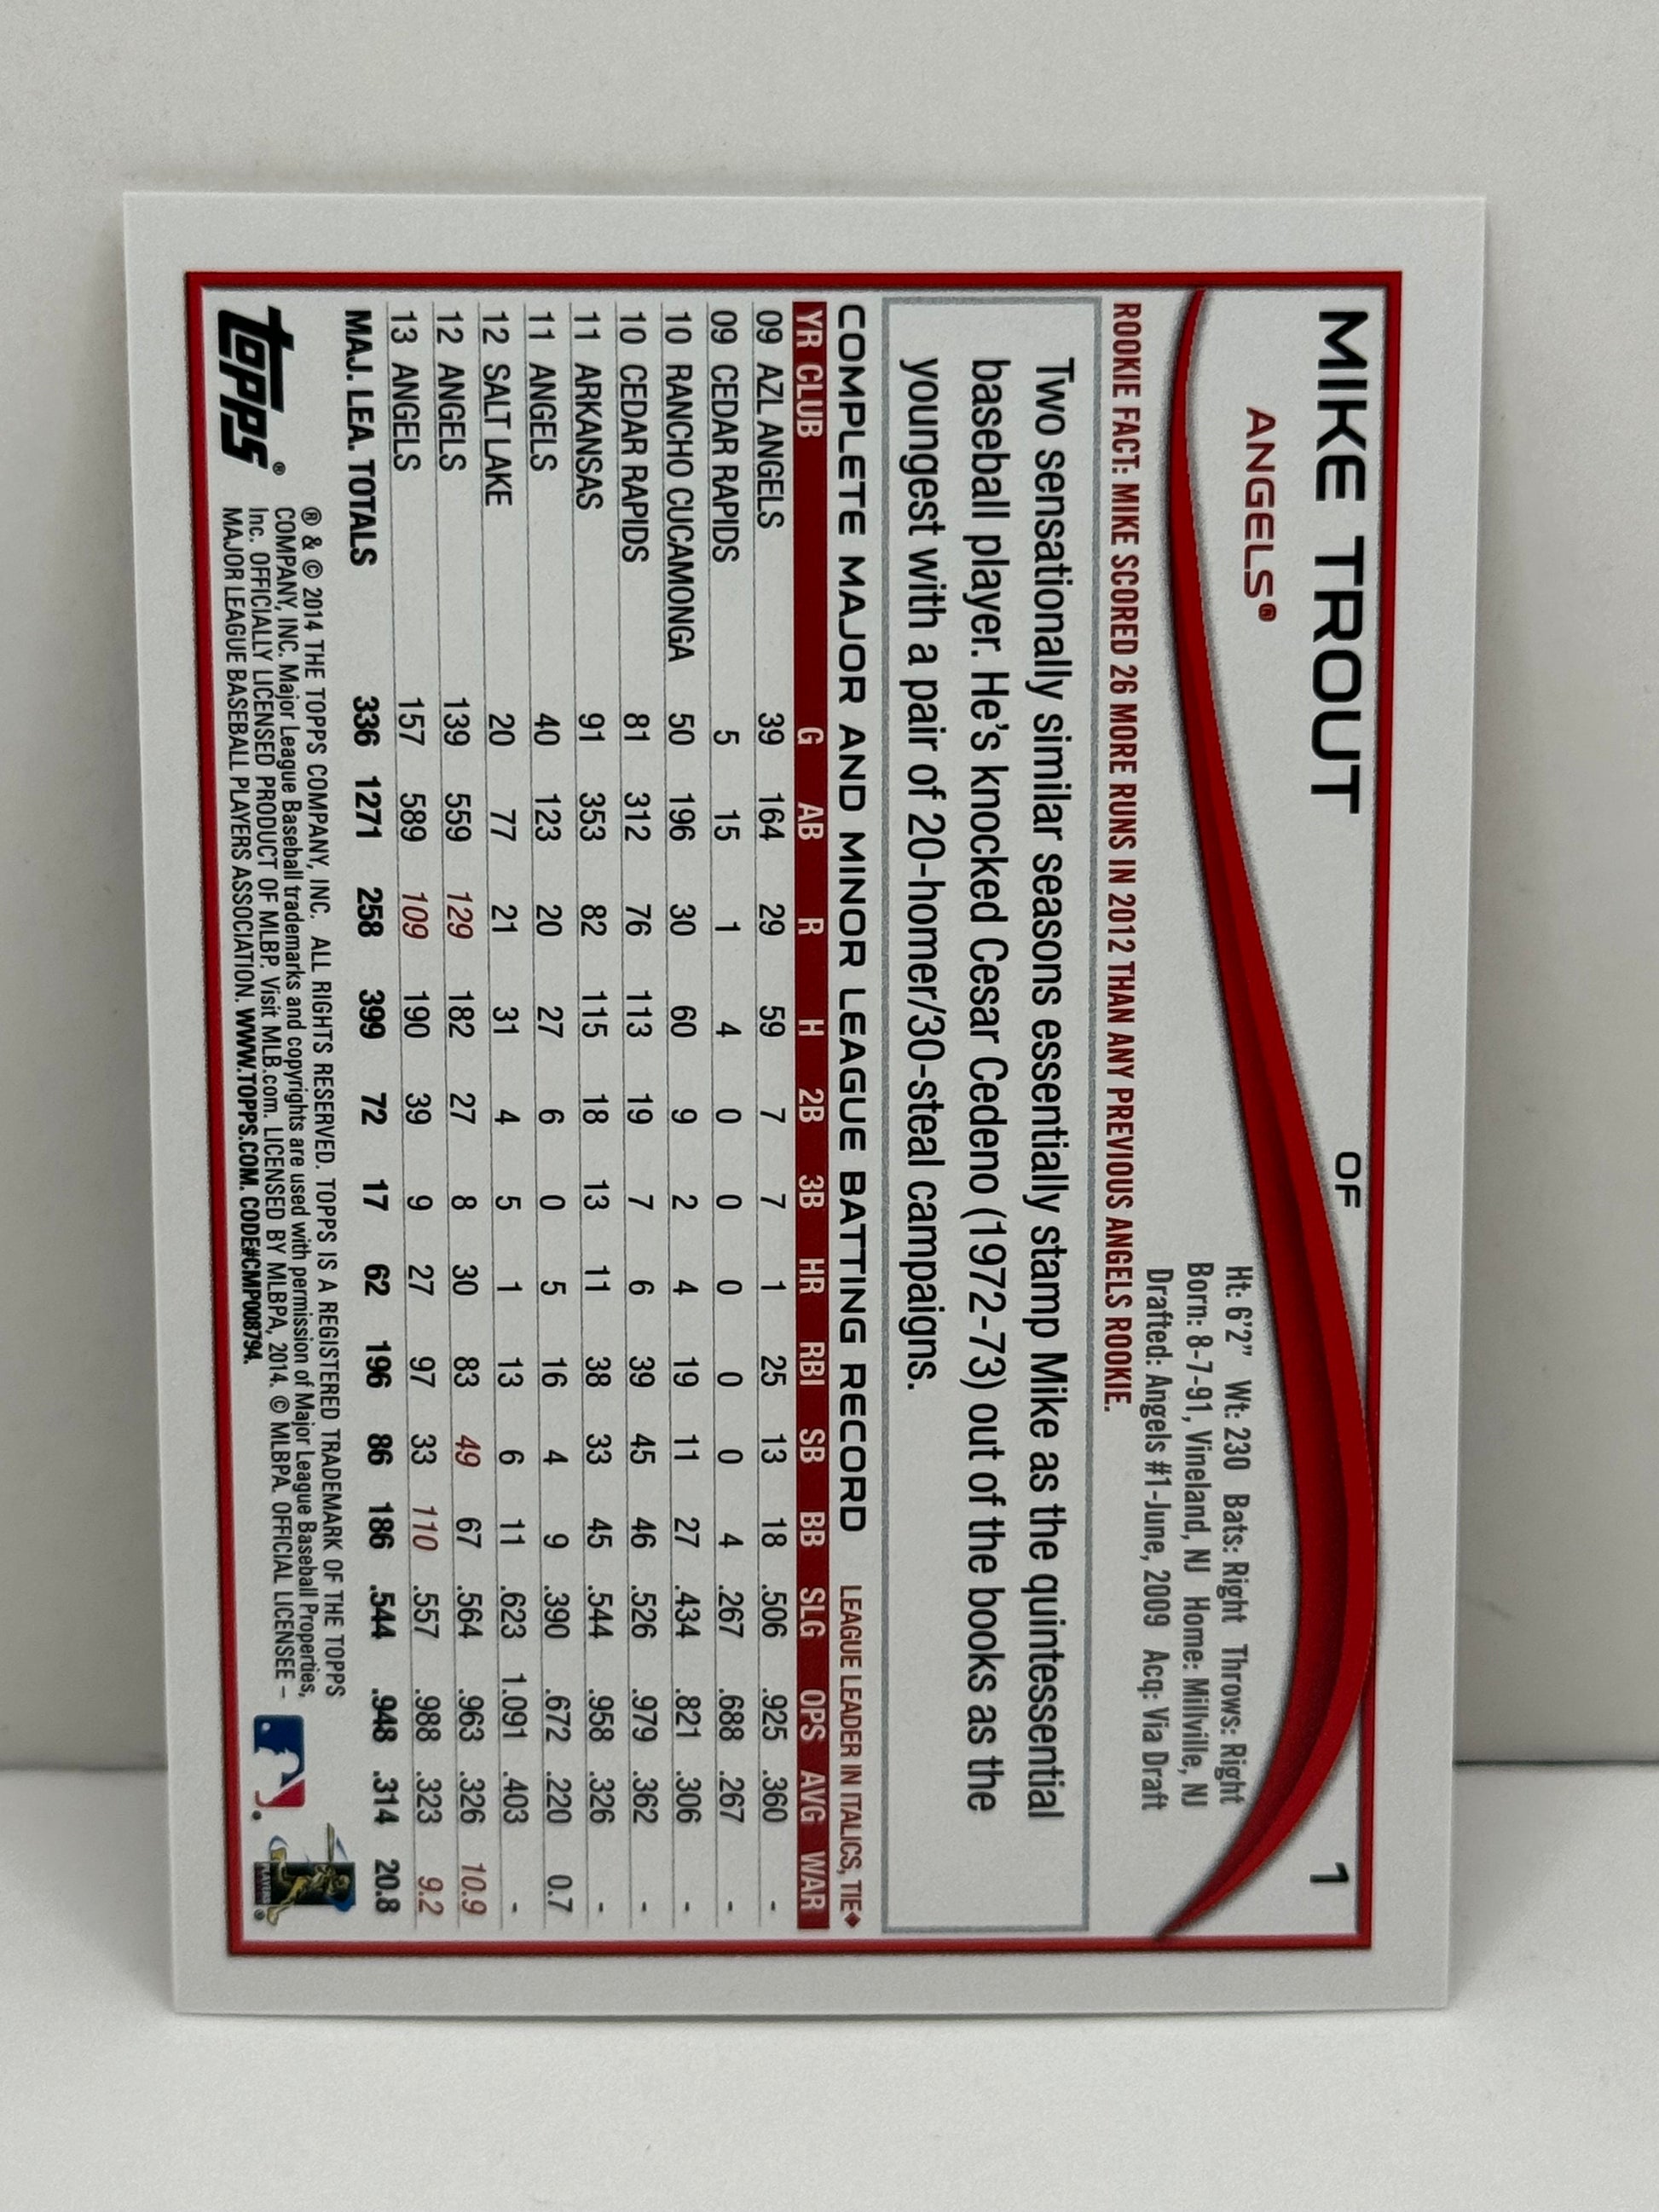 MIKE TROUT OF 1
ANGELS®
Ht: 6'2" Wt: 230 Bats: Right Throws: Right
Born: 8-7-91, Vineland, NJ Home: Millville, NJ
Drafted: Angels #1-June, 2009 Acq: Via Draft
ROOKIE FACT: MIKE SCORED 26 MORE RUNS IN 2012 THAN ANY PREVIOUS ANGELS ROOKIE.
Two sensationally similar seasons essentially stamp Mike as the quintessential
baseball player. He's knocked Cesar Cedeno (1972-73) out of the books as the
youngest with a pair of 20-homer/30-steal campaigns.
COMPLETE MAJOR AND MINOR LEAGUE BATTING RECORD LEAGUE LEADER IN ITALICS, TIE♦
YR CLUB G AB R H 2B 3B HR RBI SB BB SLG OPS AVG WAR
09 AZL ANGELS 39 164 29 59 7 7 1 25 13 18 .506 .925 .360 -
09 CEDAR RAPIDS 5 15 1 4 0 0 0 0 0 4 .267 .688 .267 -
10 RANCHO CUCAMONGA 50 196 30 60 9 2 4 19 11 27 .434 .821 .306 -
10 CEDAR RAPIDS 81 312 76 113 19 7 6 39 45 46 .526 .979 .362 -
11 ARKANSAS 91 353 82 115 18 13 11 38 33 45 .544 .958 .326 -
11 ANGELS 40 123 20 27 6 0 5 16 4 9 .390 .672 .220 0.7
12 SALT LAKE 20 77 21 31 4 5 1 13 6 11 .623 1.091 .403 -
12 ANGELS 139 559 129 182 27 8 30 83 49 67 .564 .963 .326 10.9
13 ANGELS 157 589 109 190 39 9 27 97 33 110 .557 .988 .323 9.2
MAJ. LEA. TOTALS 336 1271 258 399 72 17 62 196 86 186 .544 .948 .314 20.8
topps®
® & © 2014 THE TOPPS COMPANY, INC. ALL RIGHTS RESERVED. TOPPS IS A REGISTERED TRADEMARK OF THE TOPPS
COMPANY, INC. Major League Baseball trademarks and copyrights are used with permission of Major League Baseball Properties,
Inc. OFFICIALLY LICENSED PRODUCT OF MLBP. Visit MLB.com. LICENSED BY MLBPA, 2014. © MLBPA. OFFICIAL LICENSEE –
MAJOR LEAGUE BASEBALL PLAYERS ASSOCIATION. WWW.TOPPS.COM. CODE#CMP008794.